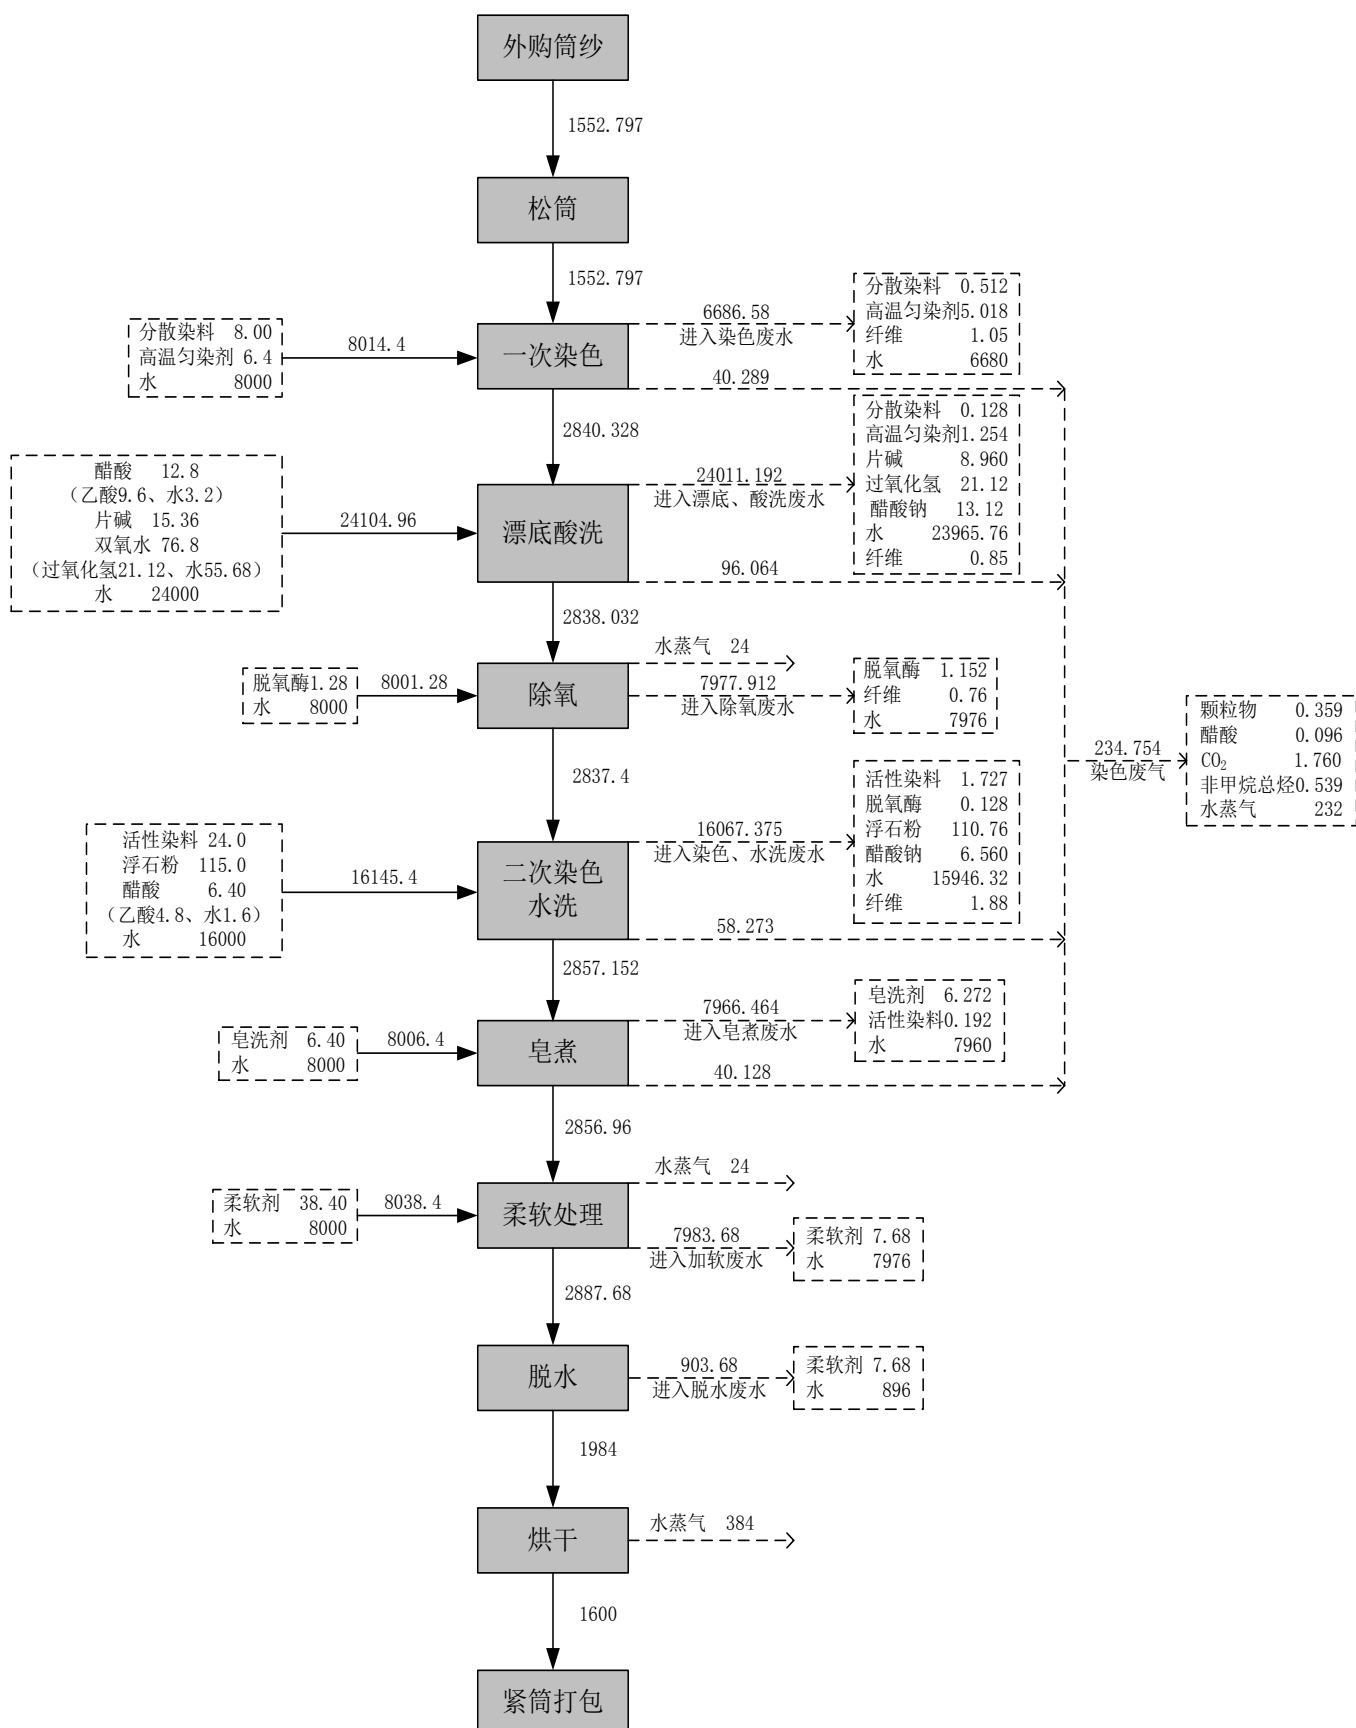 外购筒纱
1552.797
松筒
1552.797
分散染料 8.00
高温匀染剂 6.4
水 8000
8014.4
一次染色
6686.58
进入染色废水
分散染料 0.512
高温匀染剂5.018
纤维 1.05
水 6680
40.289
2840.328
醋酸 12.8
（乙酸9.6、水3.2）
片碱 15.36
双氧水 76.8
（过氧化氢21.12、水55.68）
水 24000
24104.96
漂底酸洗
24011.192
进入漂底、酸洗废水
分散染料 0.128
高温匀染剂1.254
片碱 8.960
过氧化氢 21.12
醋酸钠 13.12
水 23965.76
纤维 0.85
96.064
2838.032
脱氧酶1.28
水 8000
8001.28
除氧
水蒸气 24
7977.912
进入除氧废水
脱氧酶 1.152
纤维 0.76
水 7976
234.754
染色废气
颗粒物 0.359
醋酸 0.096
CO₂ 1.760
非甲烷总烃0.539
水蒸气 232
2837.4
活性染料 24.0
浮石粉 115.0
醋酸 6.40
（乙酸4.8、水1.6）
水 16000
16145.4
二次染色
水洗
16067.375
进入染色、水洗废水
活性染料 1.727
脱氧酶 0.128
浮石粉 110.76
醋酸钠 6.560
水 15946.32
纤维 1.88
58.273
2857.152
皂洗剂 6.40
水 8000
8006.4
皂煮
7966.464
进入皂煮废水
皂洗剂 6.272
活性染料0.192
水 7960
40.128
2856.96
柔软剂 38.40
水 8000
8038.4
柔软处理
水蒸气 24
7983.68
进入加软废水
柔软剂 7.68
水 7976
2887.68
脱水
903.68
进入脱水废水
柔软剂 7.68
水 896
1984
烘干
水蒸气 384
1600
紧筒打包